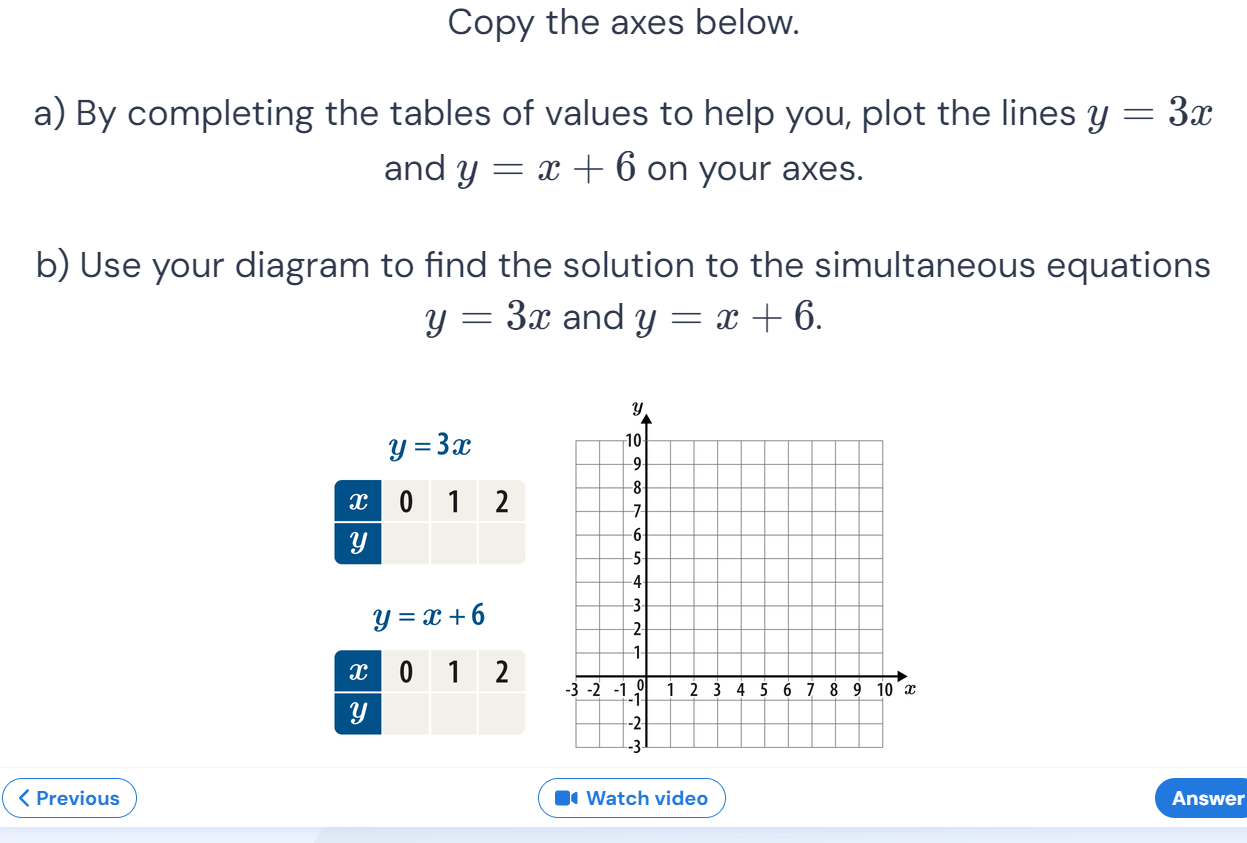 Copy the axes below.
a) By completing the tables of values to help you, plot the lines y = 3x
and y = x + 6 on your axes.
b) Use your diagram to find the solution to the simultaneous equations
y = 3x and y = x + 6.
y = 3x
x 0 1 2
y
y = x + 6
x 0 1 2
y
y
10
9
8
7
6
5
4
3
2
1
-3 -2 -1 0 1 2 3 4 5 6 7 8 9 10 x
-1
-2
-3
Previous
Watch video
Answer